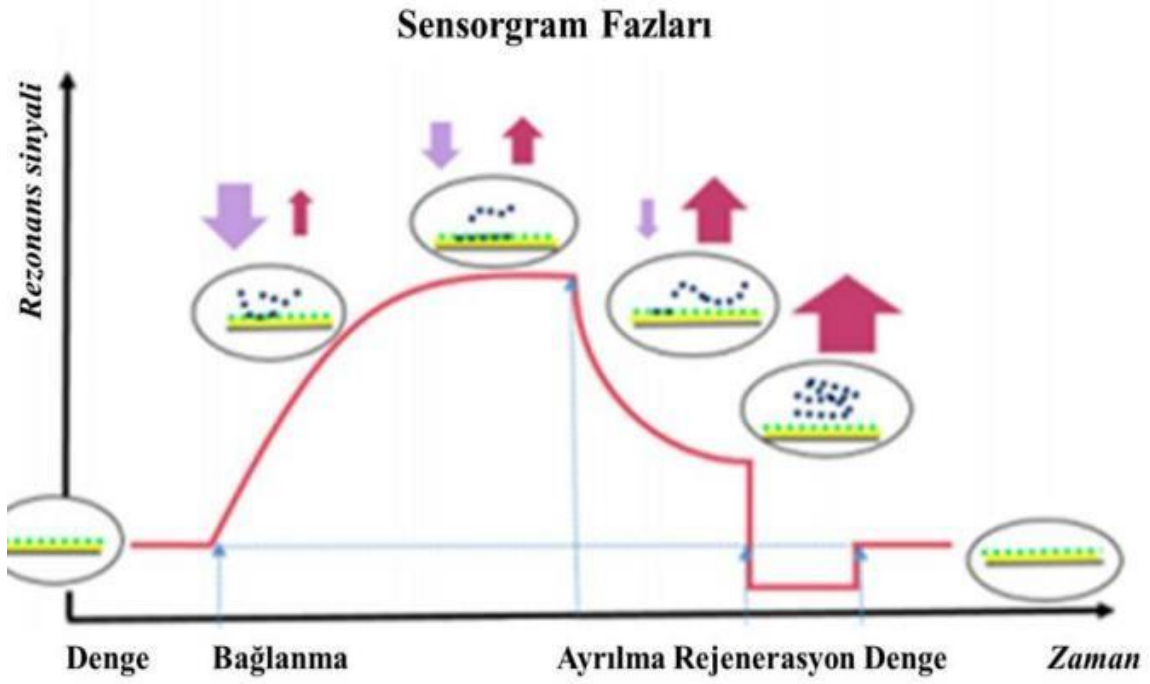 Sensorgram Fazları
Rezonans sinyali
Denge Bağlanma Ayrılma Rejenerasyon Denge Zaman